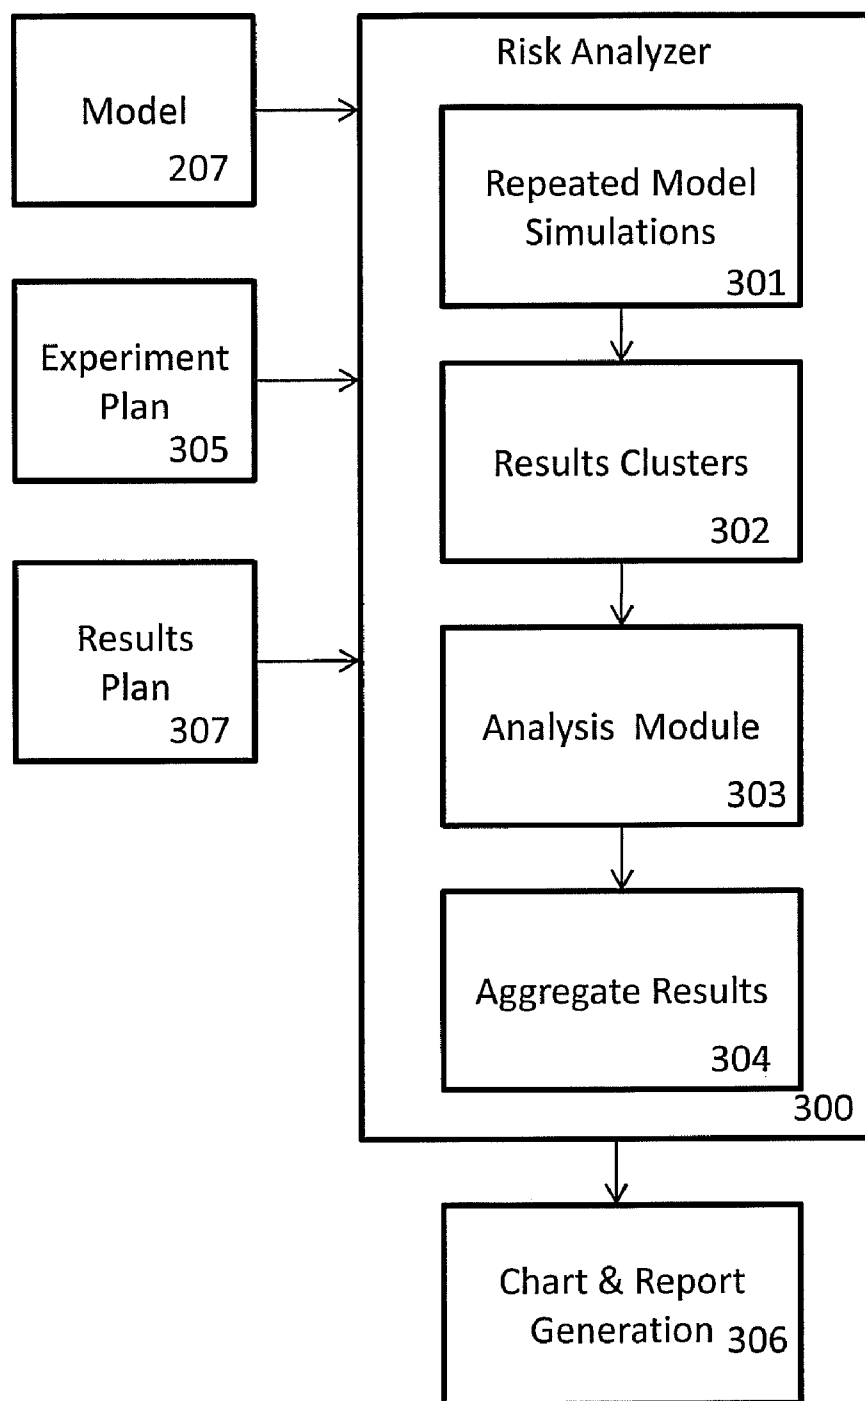 Model
207
Experiment
Plan
305
Results
Plan
307
Risk Analyzer
Repeated Model
Simulations
301
Results Clusters
302
Analysis Module
303
Aggregate Results
304
300
Chart & Report
Generation 306